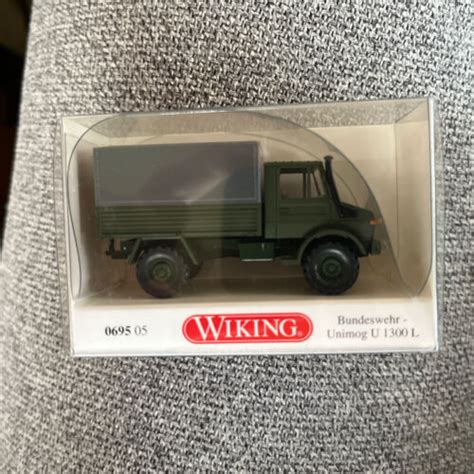 0695 05
WIKING
Bundeswehr -
Unimog U 1300 L